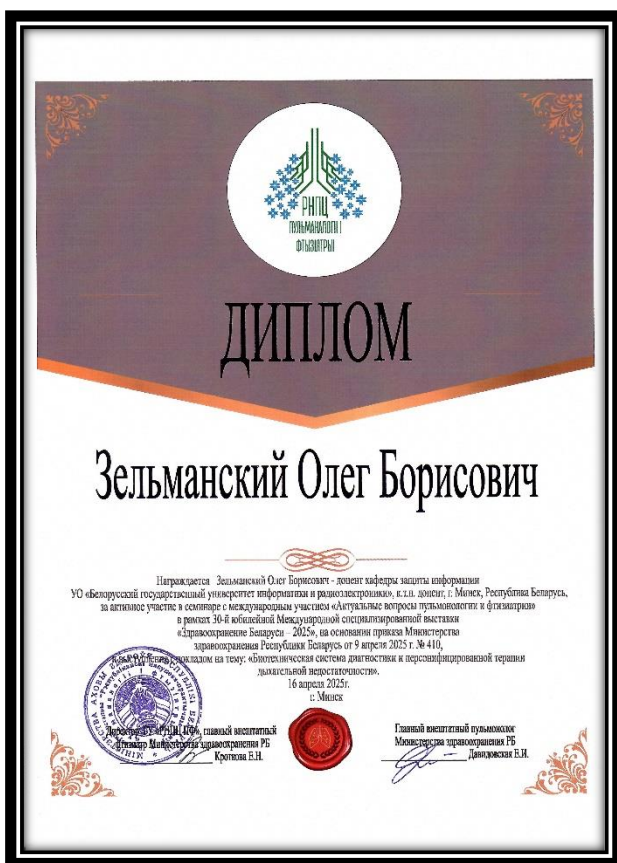 РНПЦ
ПУЛЬМАНАЛОГІІ І
ФТЫЗІЯТРЫІ
ДИПЛОМ
Зельманский Олег Борисович
Награждается Зельманский Олег Борисович - доцент кафедры защиты информации
УО «Белорусский государственный университет информатики и радиоэлектроники», к.т.н. доцент, г. Минск, Республика Беларусь,
за активное участие в семинаре с международным участием «Актуальные вопросы пульмонологии и фтизиатрии»
в рамках 30-й юбилейной Международной специализированной выставки
«Здравоохранение Беларуси – 2025», на основании приказа Министерства
здравоохранения Республики Беларусь от 9 апреля 2025 г. № 410,
с докладом на тему: «Биотехническая система диагностики и персонифицированной терапии
дыхательной недостаточности».
16 апреля 2025г.
г. Минск
Директор главный внештатный
фтизиатр Министерства здравоохранения РБ
Кроткова Е.Н.
Главный внештатный пульмонолог
Министерства здравоохранения РБ
Давидовская Е.И.